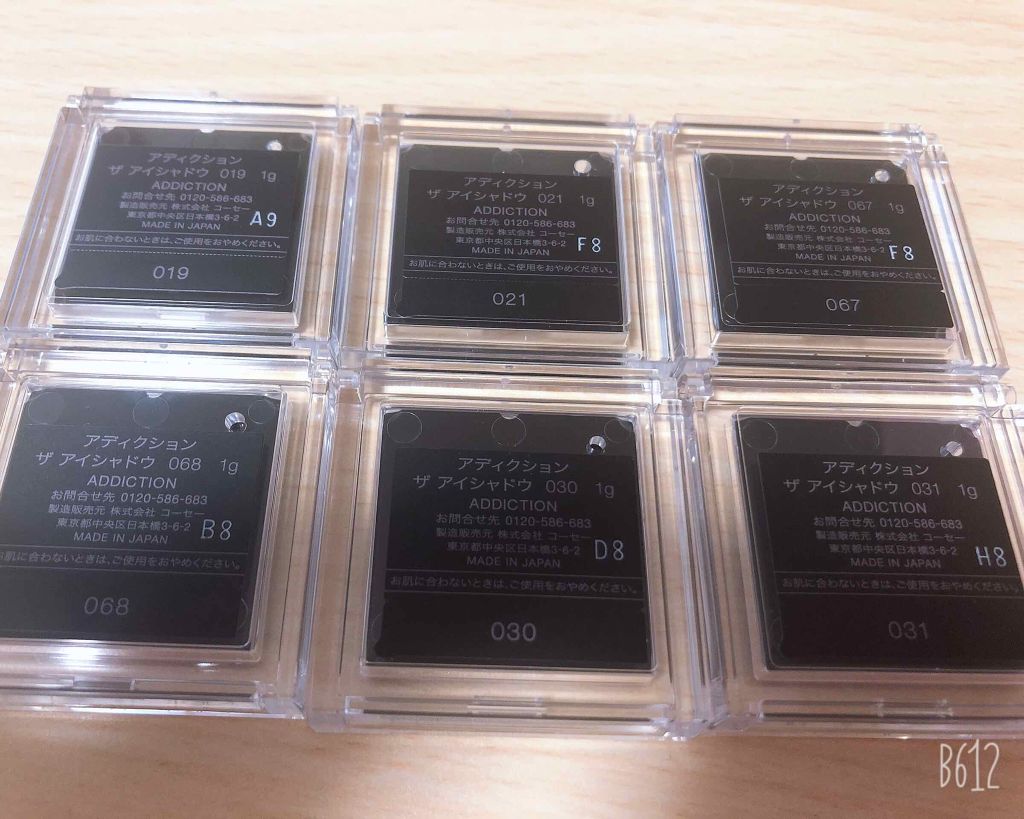 アディクション
ザ アイシャドウ 019 1g
ADDICTION
お問合せ先 0120-586-683
製造販売元 株式会社 コーセー
東京都中央区日本橋3-6-2
MADE IN JAPAN
A9
お肌に合わないときは、ご使用をおやめください。
019
アディクション
ザ アイシャドウ 021 1g
ADDICTION
お問合せ先 0120-586-683
製造販売元 株式会社 コーセー
東京都中央区日本橋3-6-2
MADE IN JAPAN
F8
お肌に合わないときは、ご使用をおやめください。
021
アディクション
ザ アイシャドウ 067 1g
ADDICTION
お問合せ先 0120-586-683
製造販売元 株式会社 コーセー
東京都中央区日本橋3-6-2
MADE IN JAPAN
F8
お肌に合わないときは、ご使用をおやめください。
067
アディクション
ザ アイシャドウ 068 1g
ADDICTION
お問合せ先 0120-586-683
製造販売元 株式会社 コーセー
東京都中央区日本橋3-6-2
MADE IN JAPAN
B8
お肌に合わないときは、ご使用をおやめください。
068
アディクション
ザ アイシャドウ 030 1g
ADDICTION
お問合せ先 0120-586-683
製造販売元 株式会社 コーセー
東京都中央区日本橋3-6-2
MADE IN JAPAN
D8
お肌に合わないときは、ご使用をおやめください。
030
アディクション
ザ アイシャドウ 031 1g
ADDICTION
お問合せ先 0120-586-683
製造販売元 株式会社 コーセー
東京都中央区日本橋3-6-2
MADE IN JAPAN
H8
お肌に合わないときは、ご使用をおやめください。
031
B612